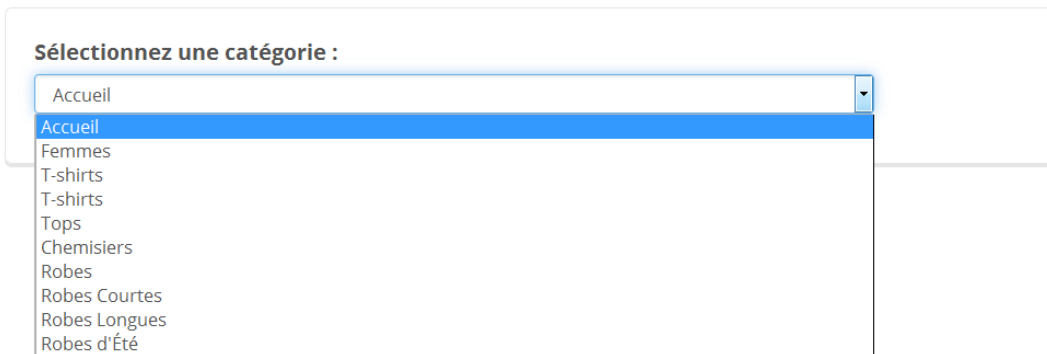 Sélectionnez une catégorie :
Accueil
Accueil
Femmes
T-shirts
T-shirts
Tops
Chemisiers
Robes
Robes Courtes
Robes Longues
Robes d'Été